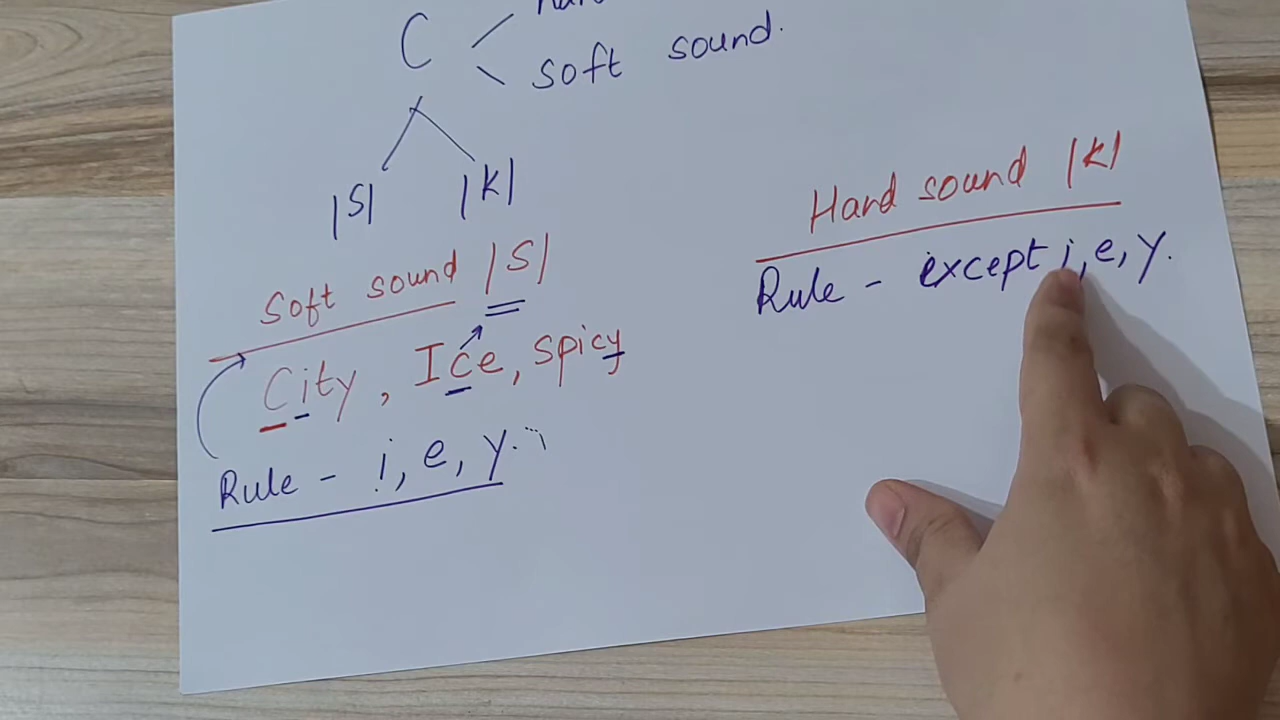 C
soft sound.
|S| |K|
Soft sound |S|
City, Ice, spicy
Rule - i, e, y.
Hard sound |K|
Rule - except i, e, y.